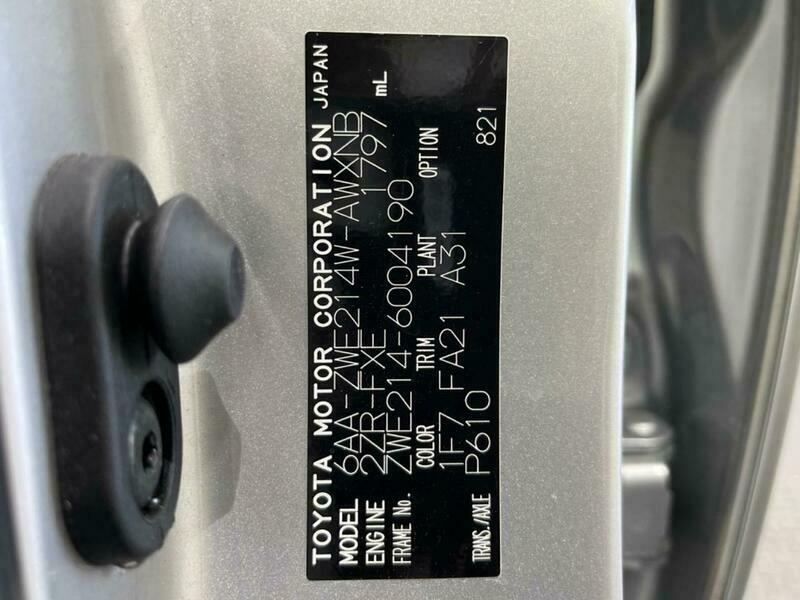 TOYOTA MOTOR CORPORATION JAPAN
MODEL 6AA-ZWE214W-AWXNB
ENGINE 2ZR-FXE 1797 mL
FRAME No. ZWE214-6004190
COLOR TRIM PLANT OPTION
1F7 FA21 A31
TRANS./AXLE P610 821